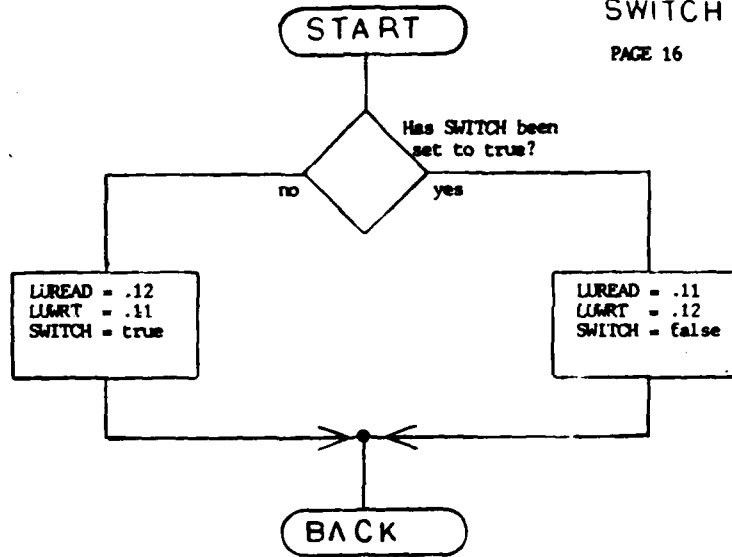 SWITCH
START
PAGE 16
Has SWITCH been
set to true?
no
yes
LUREAD = .12
LUWRT = .11
SWITCH = true
LUREAD = .11
LUWRT = .12
SWITCH = false
BACK